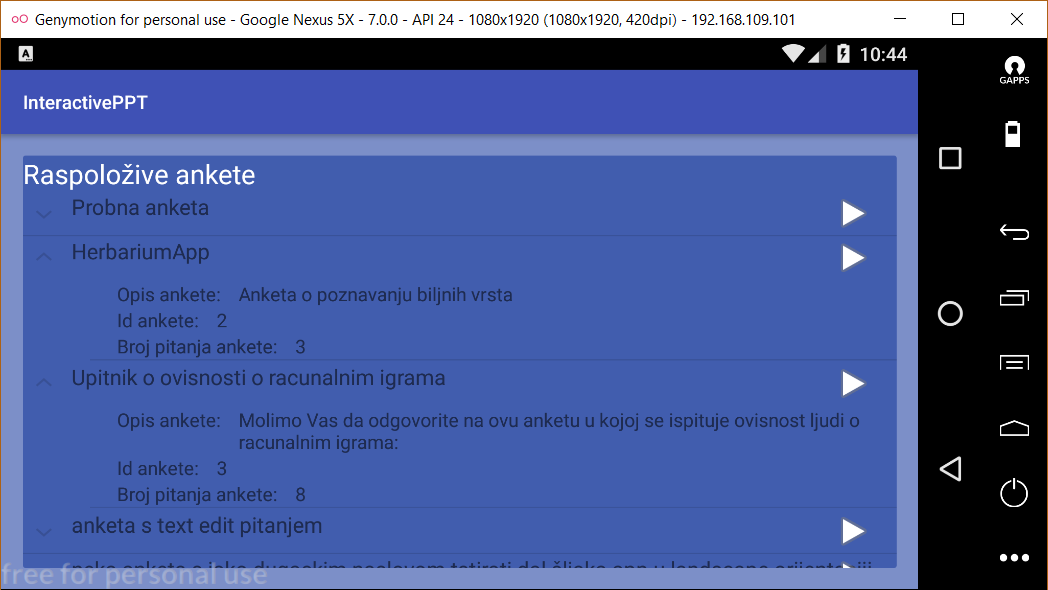 Genymotion for personal use - Google Nexus 5X - 7.0.0 - API 24 - 1080x1920 (1080x1920, 420dpi) - 192.168.109.101
A
10:44
GAPPS
InteractivePPT
Raspoložive ankete
Probna anketa
HerbariumApp
Opis ankete: Anketa o poznavanju biljnih vrsta
Id ankete: 2
Broj pitanja ankete: 3
Upitnik o ovisnosti o racunalnim igrama
Opis ankete: Molimo Vas da odgovorite na ovu anketu u kojoj se ispituje ovisnost ljudi o
racunalnim igrama:
Id ankete: 3
Broj pitanja ankete: 8
anketa s text edit pitanjem
free for personal use